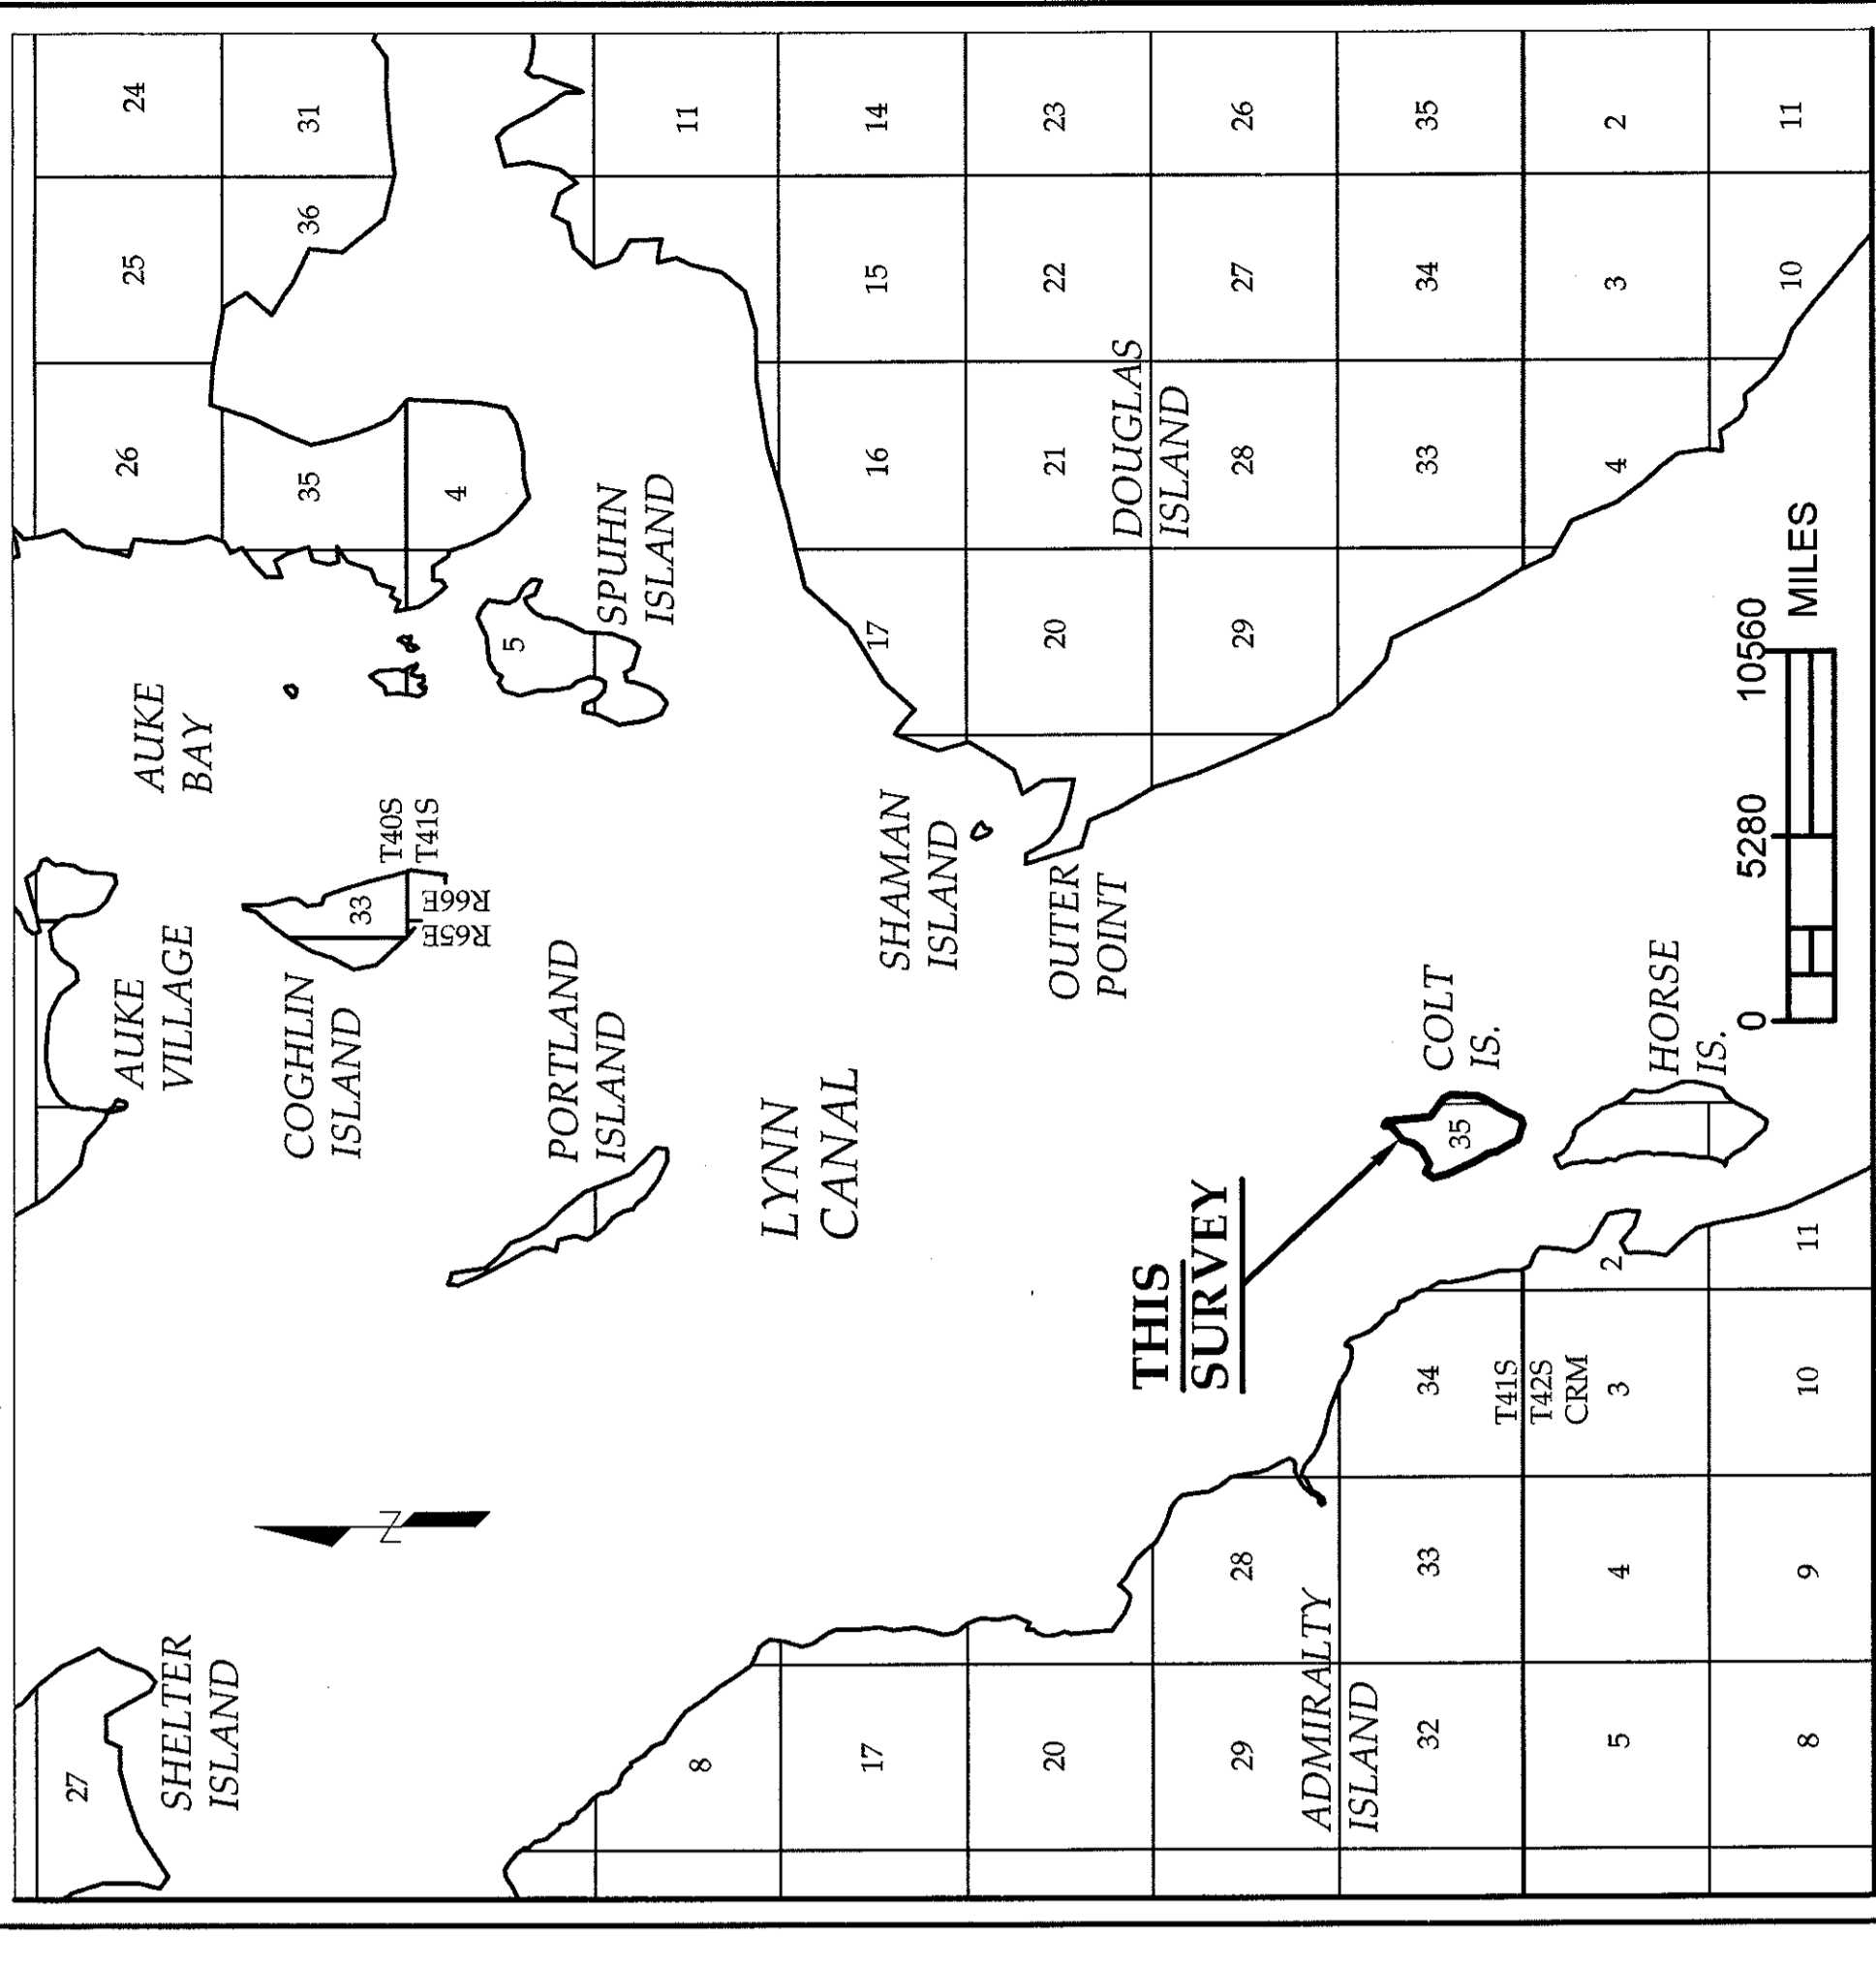 27
SHELTER
ISLAND
AUKE
VILLAGE
AUKE
BAY
26
25
24
COGHLIN
ISLAND
33
35
36
31
N
T40S
T41S
R65E
R66E
4
5
PORTLAND
ISLAND
SPUHN
ISLAND
8
11
LYNN
CANAL
17
17
16
15
14
SHAMAN
ISLAND
20
20
21
22
23
OUTER
POINT
DOUGLAS
ISLAND
THIS
SURVEY
29
28
29
28
27
26
ADMIRALTY
ISLAND
32
33
34
35
COLT
IS.
33
34
35
T41S
T42S
CRM
5
4
3
2
HORSE
IS.
4
3
2
8
9
10
11
0 5280 10560
MILES
10
11